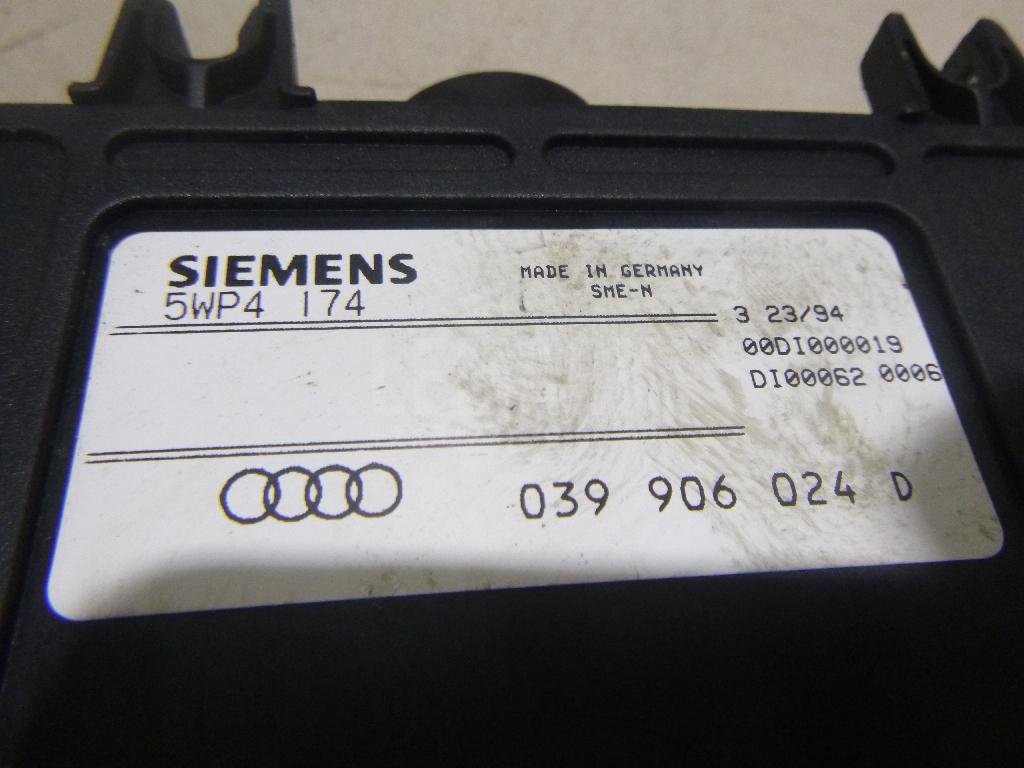 SIEMENS
5WP4 174
MADE IN GERMANY
SME-N
3 23/94
00DI000019
DI00062 0006
039 906 024 D